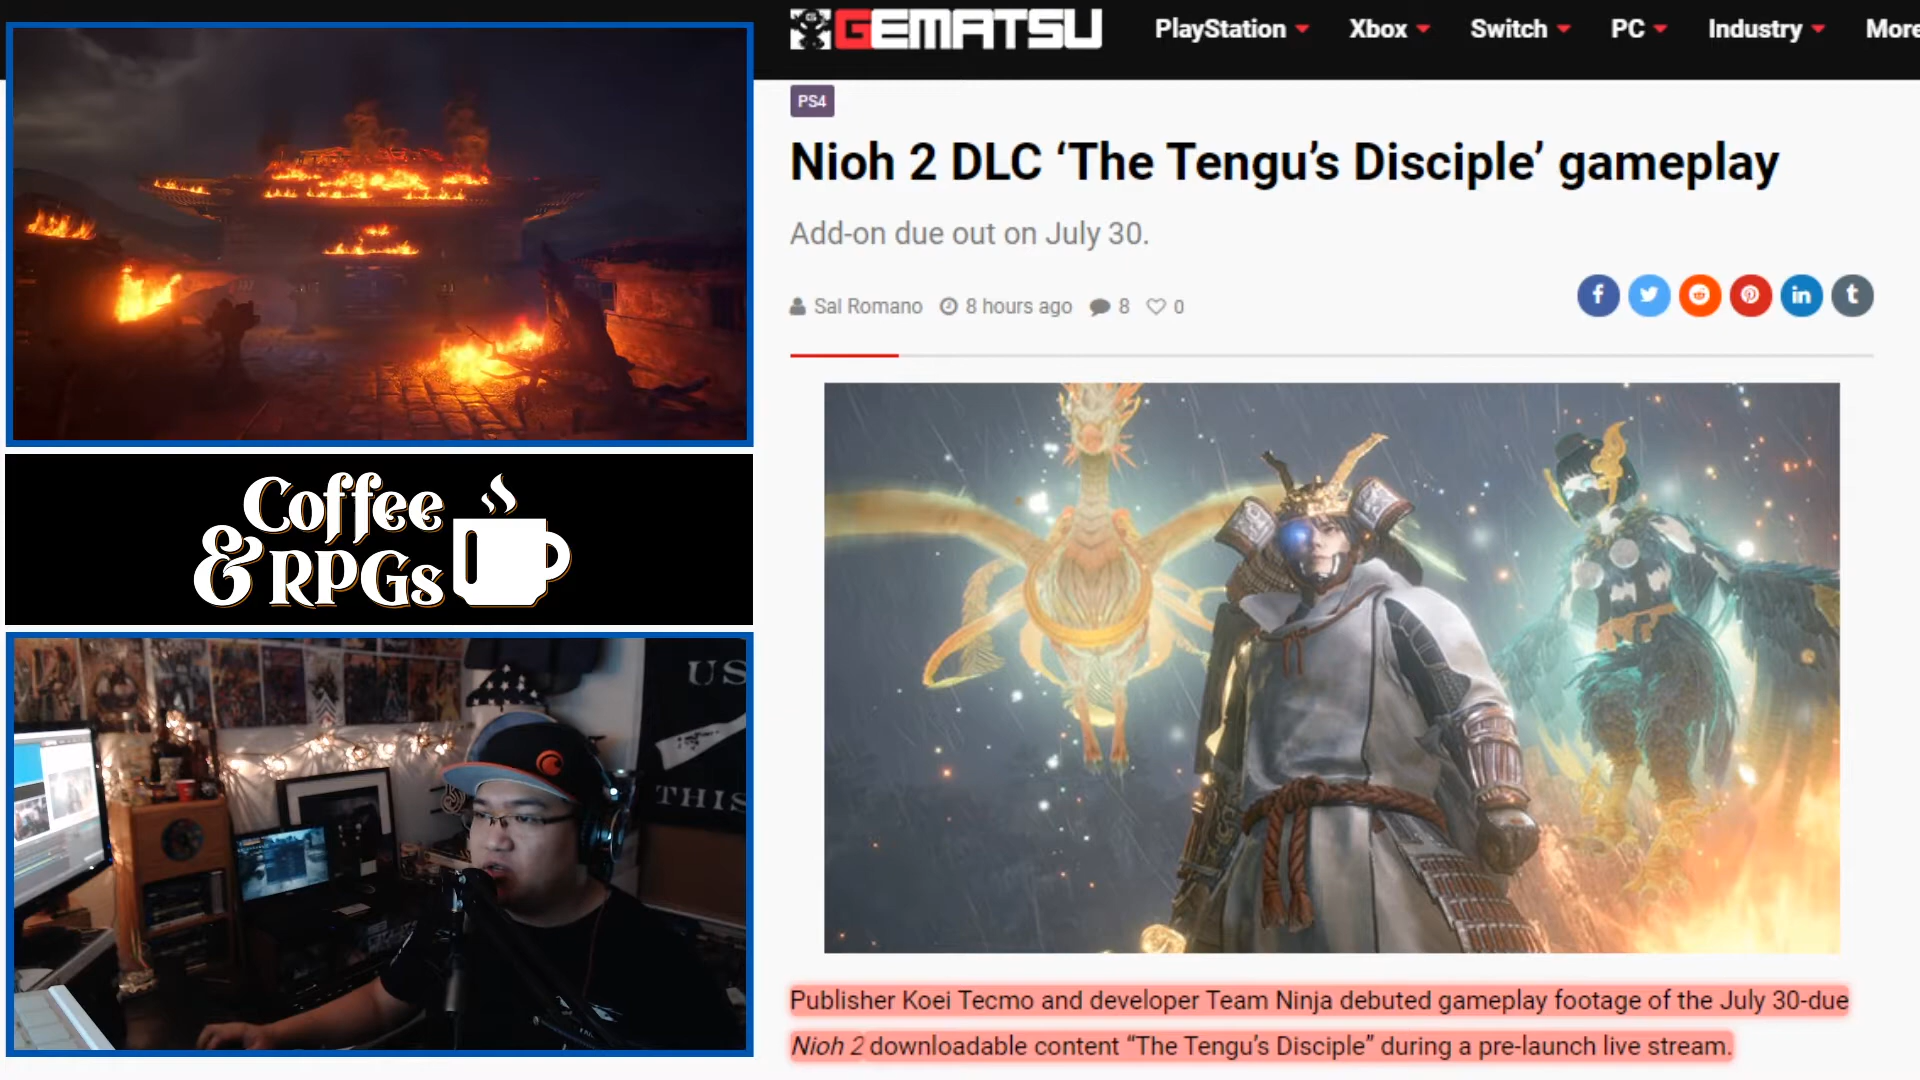 GEMATSU
PlayStation
Xbox
Switch
PC
Industry
More
PS4
Nioh 2 DLC ‘The Tengu’s Disciple’ gameplay
Add-on due out on July 30.
Sal Romano
8 hours ago
8
0
Coffee
& RPGs
US
THIS
Publisher Koei Tecmo and developer Team Ninja debuted gameplay footage of the July 30-due
Nioh 2 downloadable content “The Tengu’s Disciple” during a pre-launch live stream.